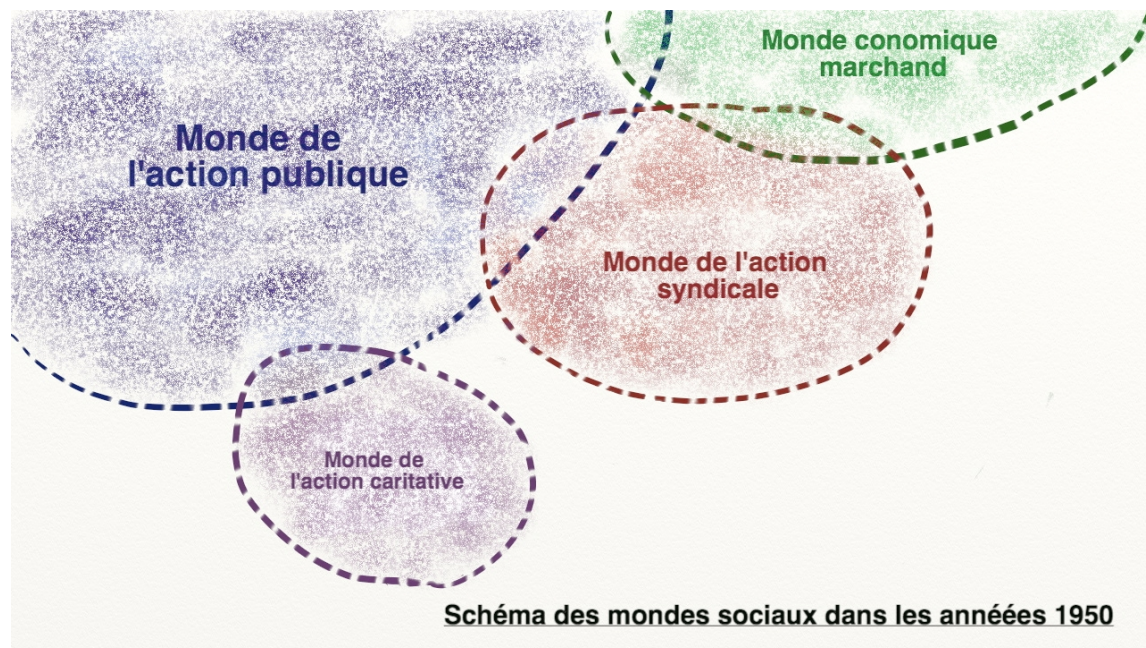 Monde conomique
marchand
Monde de
l'action publique
Monde de l'action
syndicale
Monde de
l'action caritative
Schéma des mondes sociaux dans les annéées 1950